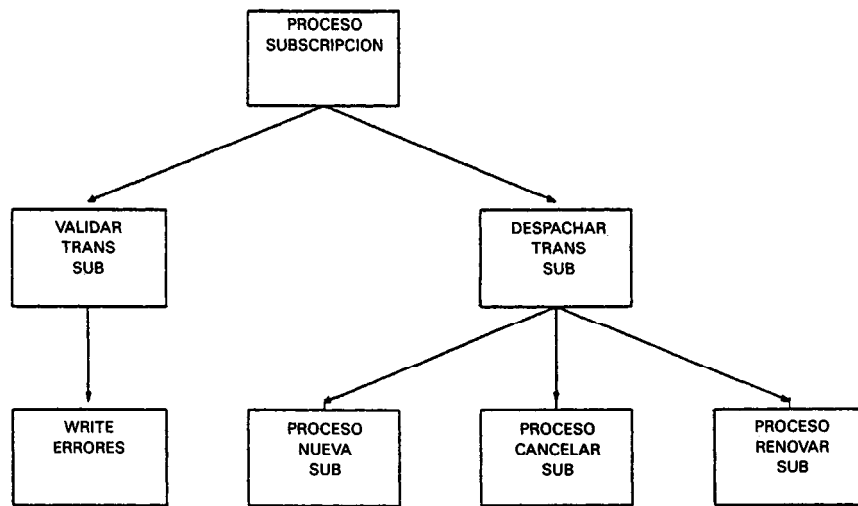 PROCESO
SUBSCRIPCION
VALIDAR
TRANS
SUB
DESPACHAR
TRANS
SUB
WRITE
ERRORES
PROCESO
NUEVA
SUB
PROCESO
CANCELAR
SUB
PROCESO
RENOVAR
SUB